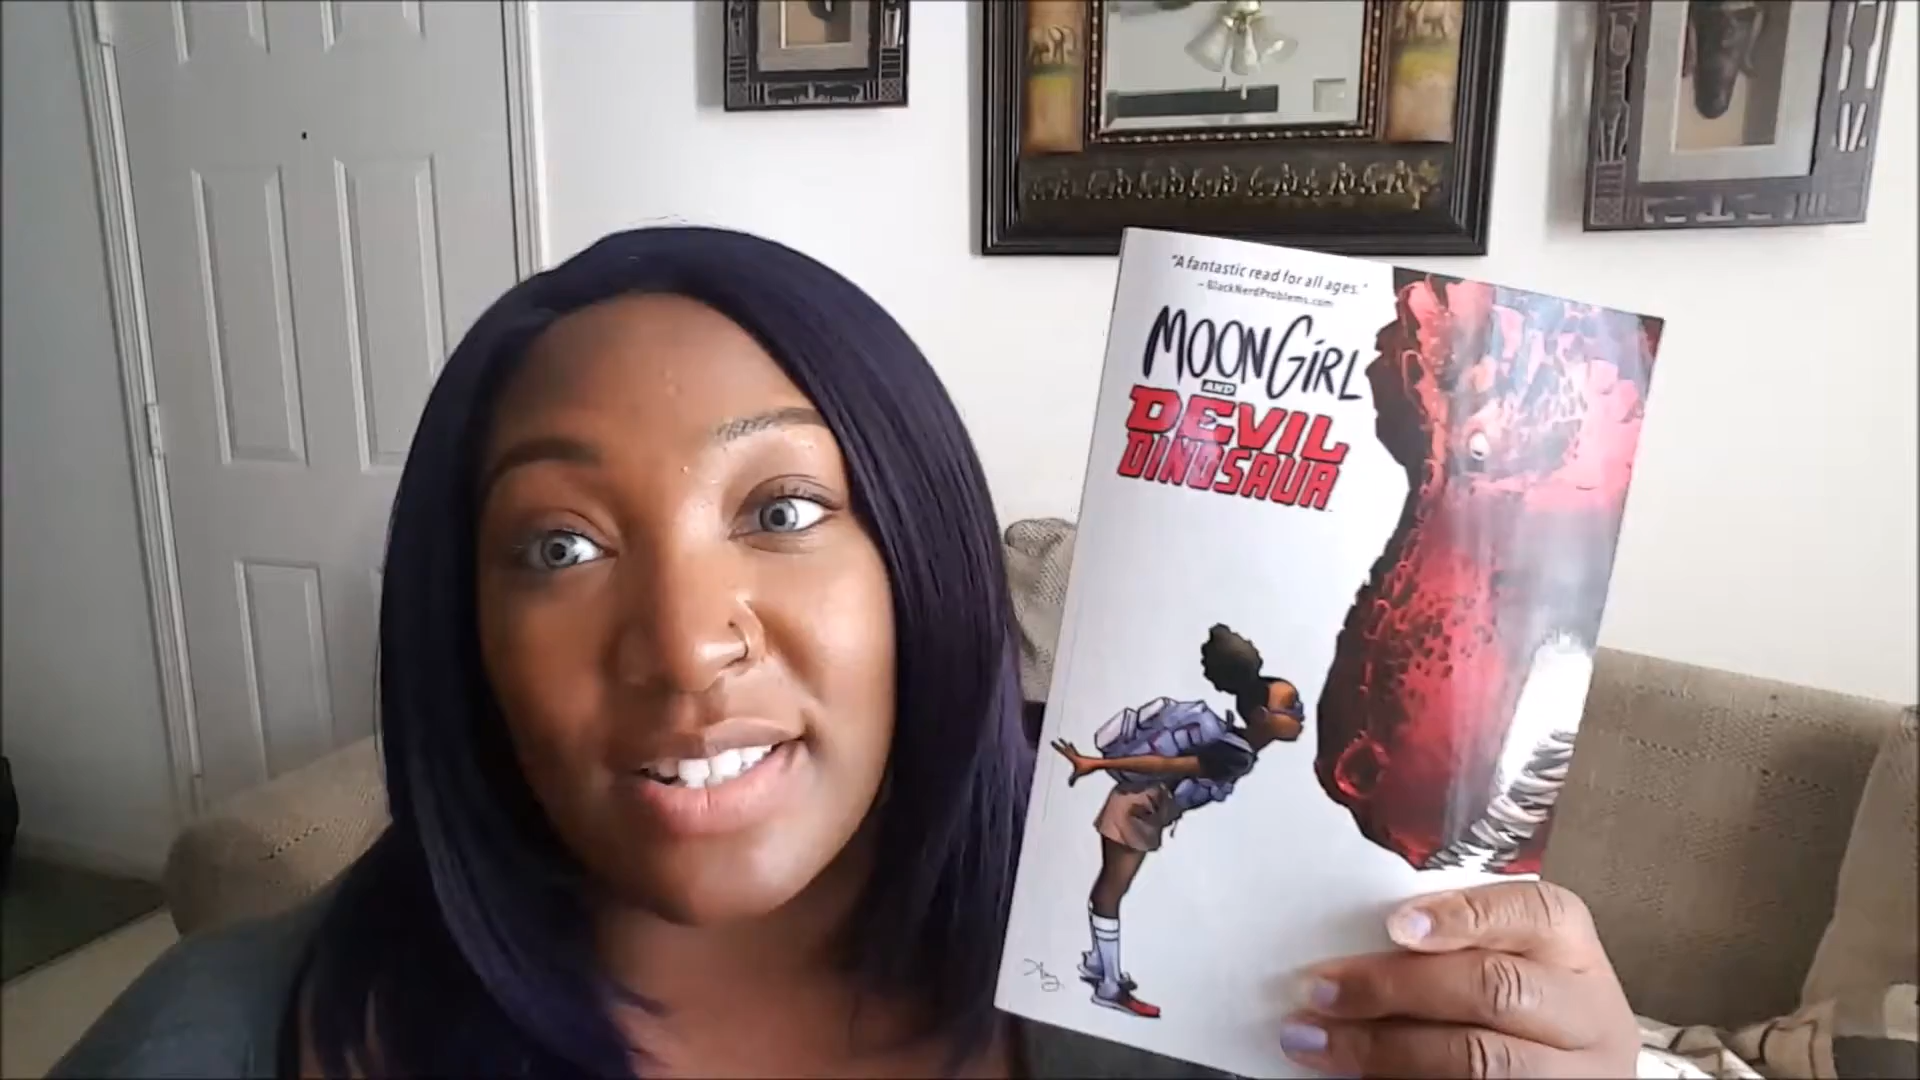 "A fantastic read for all ages."
- BlackNerdProblems.com
MOON GiRL
AND
DEVIL
DINOSAUR